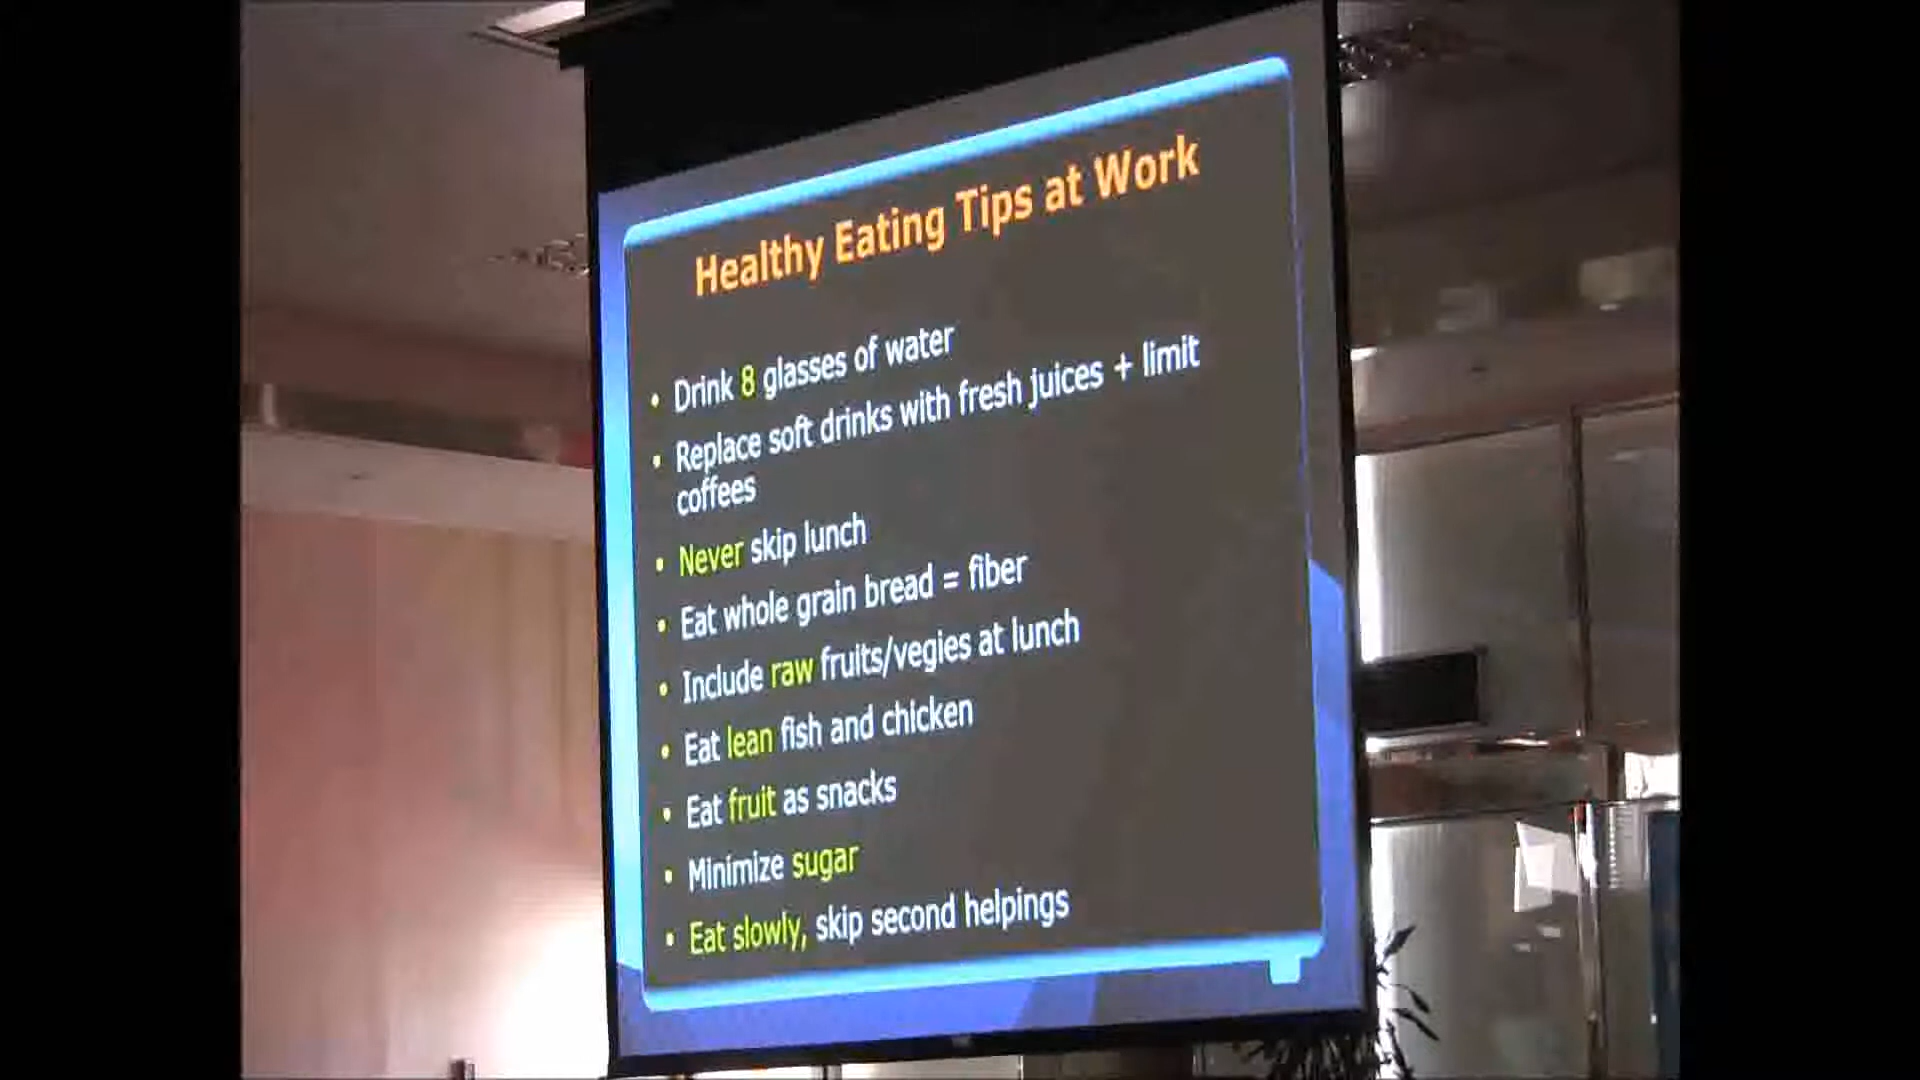 Healthy Eating Tips at Work
• Drink 8 glasses of water
• Replace soft drinks with fresh juices + limit
coffees
• Never skip lunch
• Eat whole grain bread = fiber
• Include raw fruits/vegies at lunch
• Eat lean fish and chicken
• Eat fruit as snacks
• Minimize sugar
• Eat slowly, skip second helpings